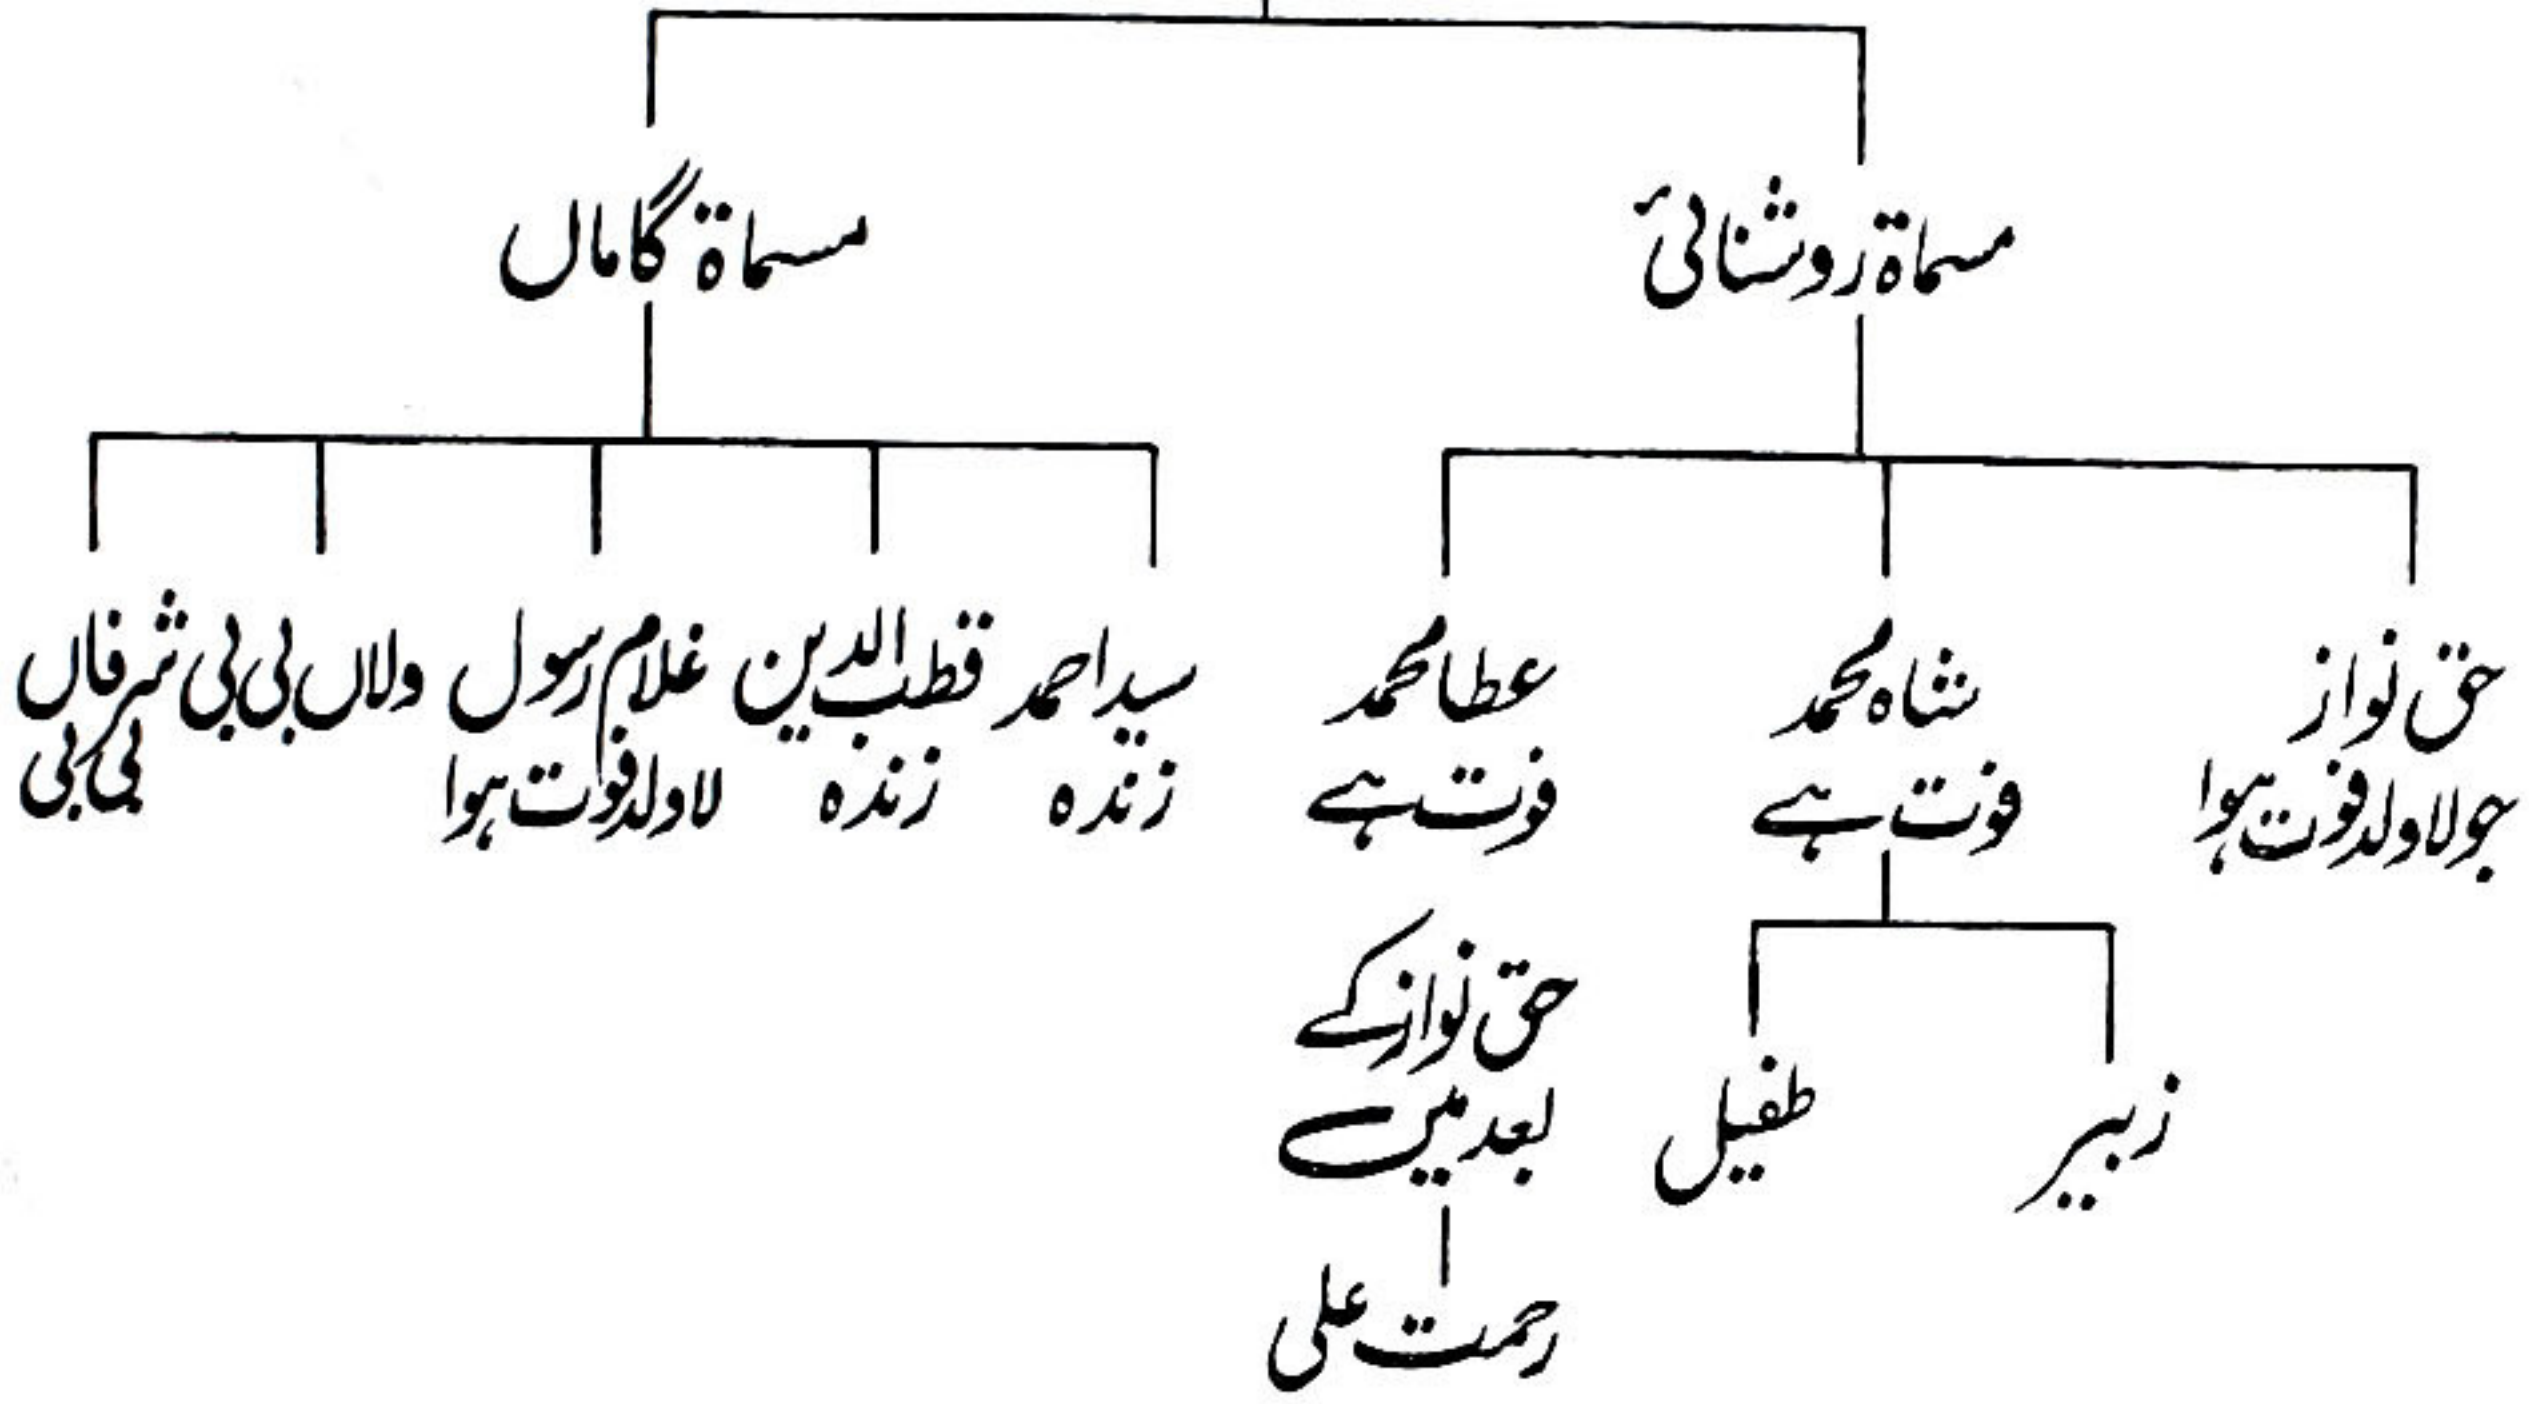 مسماۃ روشنائی
مسماۃ گاماں
حق نواز
جو لاولد فوت ہوا
شاہ محمد
فوت ہے
عطا محمد
فوت ہے
سید احمد
زندہ
قطب الدین
زندہ
غلام رسول
لاولد فوت ہوا
ولاں بی بی
شرفاں
بی بی
زبیر
طفیل
حق نواز کے
بعد میں
رحمت علی